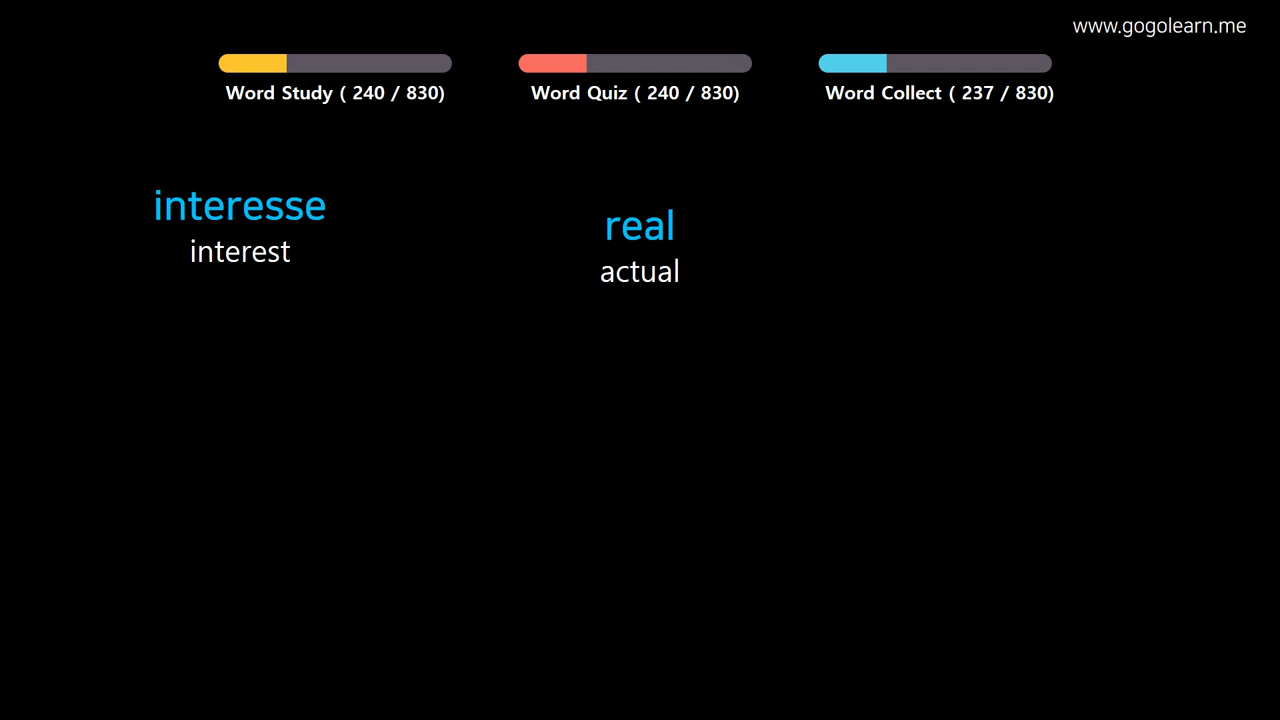 www.gogolearn.me
Word Study ( 240 / 830)
Word Quiz ( 240 / 830)
Word Collect ( 237 / 830)
interesse
interest
real
actual